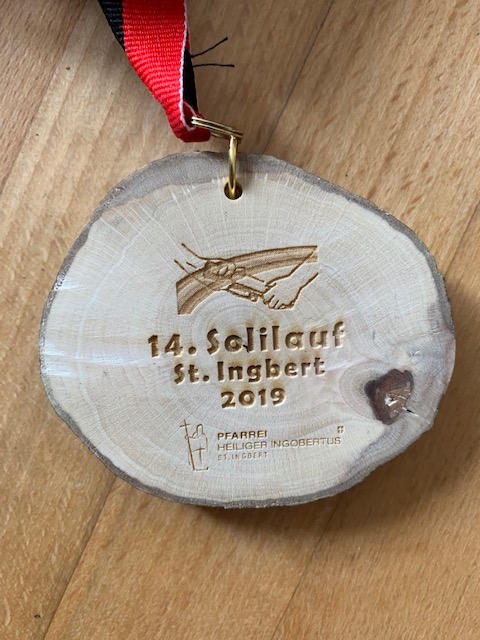 14. Solilauf
St. Ingbert
2019
PFARREI
HEILIGER INGOBERTUS
ST. INGBERT